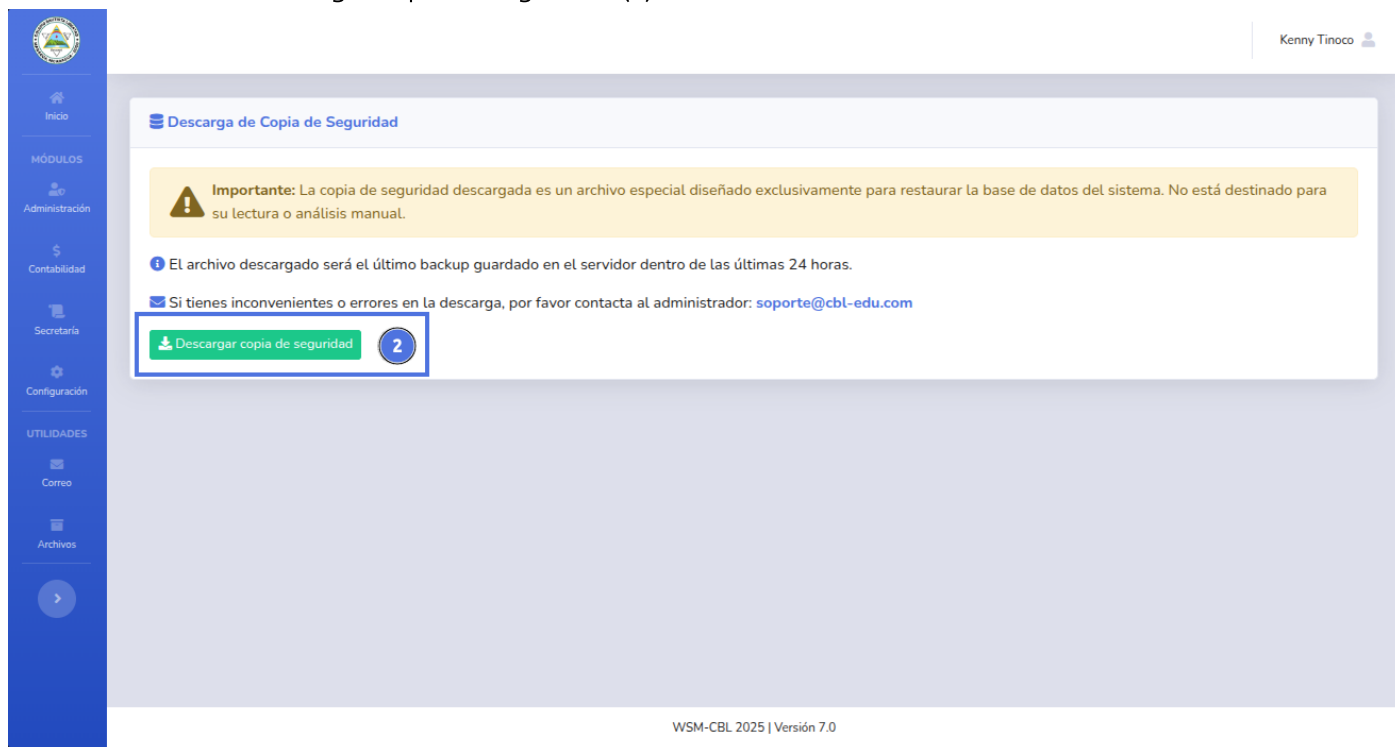 Kenny Tinoco
Inicio
MÓDULOS
Administración
$
Contabilidad
Secretaría
Configuración
UTILIDADES
Correo
Archivos
Descarga de Copia de Seguridad
Importante: La copia de seguridad descargada es un archivo especial diseñado exclusivamente para restaurar la base de datos del sistema. No está destinado para
su lectura o análisis manual.
El archivo descargado será el último backup guardado en el servidor dentro de las últimas 24 horas.
Si tienes inconvenientes o errores en la descarga, por favor contacta al administrador: soporte@cbl-edu.com
Descargar copia de seguridad
2
WSM-CBL 2025 | Versión 7.0